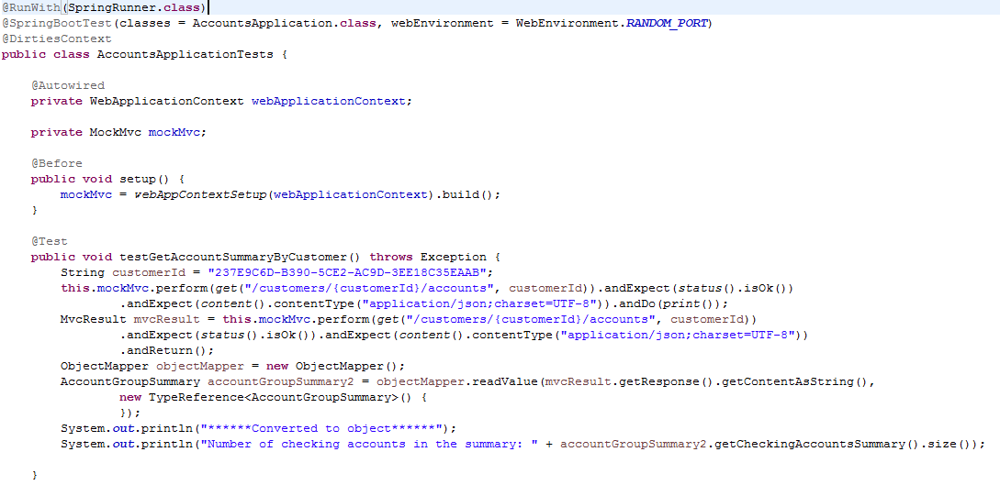 @RunWith(SpringRunner.class)
@SpringBootTest(classes = AccountsApplication.class, webEnvironment = WebEnvironment.RANDOM_PORT)
@DirtiesContext
public class AccountsApplicationTests {
@Autowired
private WebApplicationContext webApplicationContext;
private MockMvc mockMvc;
@Before
public void setup() {
mockMvc = webAppContextSetup(webApplicationContext).build();
}
@Test
public void testGetAccountSummaryByCustomer() throws Exception {
String customerId = "237E9C6D-B390-5CE2-AC9D-3EE18C35EAAB";
this.mockMvc.perform(get("/customers/{customerId}/accounts", customerId)).andExpect(status().isOk())
.andExpect(content().contentType("application/json;charset=UTF-8")).andDo(print());
MvcResult mvcResult = this.mockMvc.perform(get("/customers/{customerId}/accounts", customerId))
.andExpect(status().isOk()).andExpect(content().contentType("application/json;charset=UTF-8"))
.andReturn();
ObjectMapper objectMapper = new ObjectMapper();
AccountGroupSummary accountGroupSummary2 = objectMapper.readValue(mvcResult.getResponse().getContentAsString(),
new TypeReference<AccountGroupSummary>() {
});
System.out.println("******Converted to object******");
System.out.println("Number of checking accounts in the summary: " + accountGroupSummary2.getCheckingAccountsSummary().size());
}